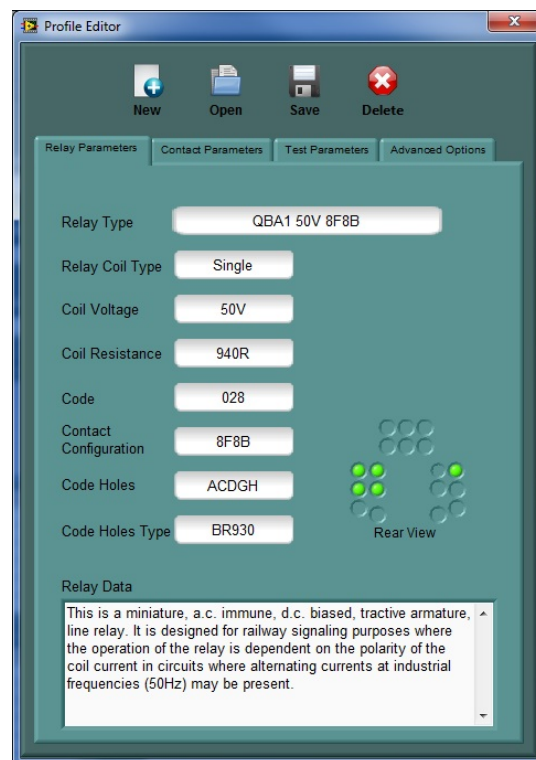 Profile Editor
New Open Save Delete
Relay Parameters Contact Parameters Test Parameters Advanced Options
Relay Type QBA1 50V 8F8B
Relay Coil Type Single
Coil Voltage 50V
Coil Resistance 940R
Code 028
Contact
Configuration 8F8B
Code Holes ACDGH
Code Holes Type BR930
Rear View
Relay Data
This is a miniature, a.c. immune, d.c. biased, tractive armature,
line relay. It is designed for railway signaling purposes where
the operation of the relay is dependent on the polarity of the
coil current in circuits where alternating currents at industrial
frequencies (50Hz) may be present.